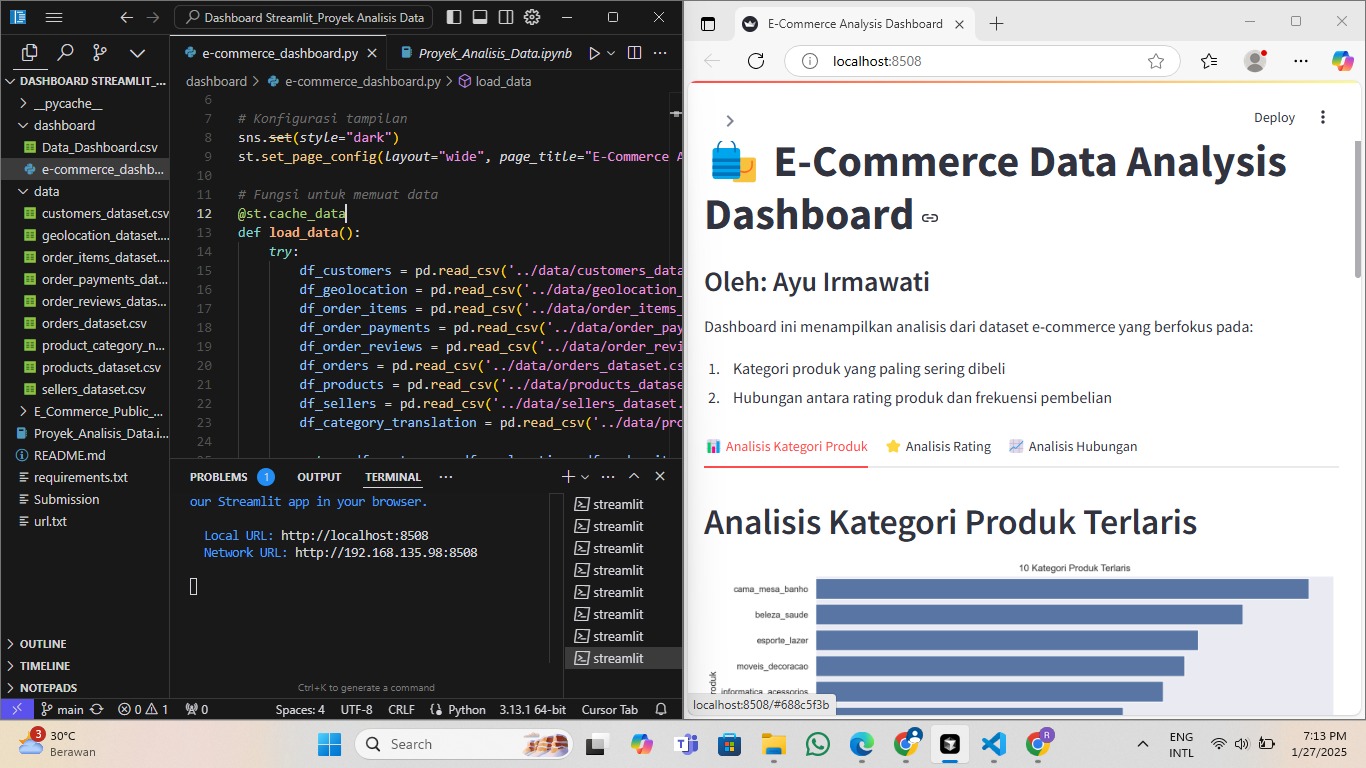 Dashboard Streamlit_Proyek Analisis Data
DASHBOARD STREAMLIT_...
__pycache__
dashboard
Data_Dashboard.csv
e-commerce_dashb...
data
customers_dataset.csv
geolocation_dataset....
order_items_dataset....
order_payments_dat...
order_reviews_datas...
orders_dataset.csv
product_category_n...
products_dataset.csv
sellers_dataset.csv
E_Commerce_Public_...
Proyek_Analisis_Data.i...
README.md
requirements.txt
Submission
url.txt
OUTLINE
TIMELINE
NOTEPADS
e-commerce_dashboard.py
Proyek_Analisis_Data.ipynb
dashboard > e-commerce_dashboard.py > load_data
6
7 # Konfigurasi tampilan
8 sns.set(style="dark")
9 st.set_page_config(layout="wide", page_title="E-Commerce A
10
11 # Fungsi untuk memuat data
12 @st.cache_data
13 def load_data():
14 try:
15 df_customers = pd.read_csv('../data/customers_data
16 df_geolocation = pd.read_csv('../data/geolocation_
17 df_order_items = pd.read_csv('../data/order_items_
18 df_order_payments = pd.read_csv('../data/order_pay
19 df_order_reviews = pd.read_csv('../data/order_revi
20 df_orders = pd.read_csv('../data/orders_dataset.cs
21 df_products = pd.read_csv('../data/products_datase
22 df_sellers = pd.read_csv('../data/sellers_dataset.
23 df_category_translation = pd.read_csv('../data/pro
24
PROBLEMS 1 OUTPUT TERMINAL ...
our Streamlit app in your browser.
Local URL: http://localhost:8508
Network URL: http://192.168.135.98:8508
Ctrl+K to generate a command
streamlit
streamlit
streamlit
streamlit
streamlit
streamlit
streamlit
streamlit
main 0 1 0 Spaces: 4 UTF-8 CRLF Python 3.13.1 64-bit Cursor Tab
E-Commerce Analysis Dashboard
localhost:8508
Deploy
E-Commerce Data Analysis
Dashboard
Oleh: Ayu Irmawati
Dashboard ini menampilkan analisis dari dataset e-commerce yang berfokus pada:
1. Kategori produk yang paling sering dibeli
2. Hubungan antara rating produk dan frekuensi pembelian
Analisis Kategori Produk Analisis Rating Analisis Hubungan
Analisis Kategori Produk Terlaris
10 Kategori Produk Terlaris
cama_mesa_banho
beleza_saude
esporte_lazer
moveis_decoracao
informatica_acessorios
localhost:8508/#688c5f3b
3
30°C
Berawan
Search
R
ENG
INTL
7:13 PM
1/27/2025